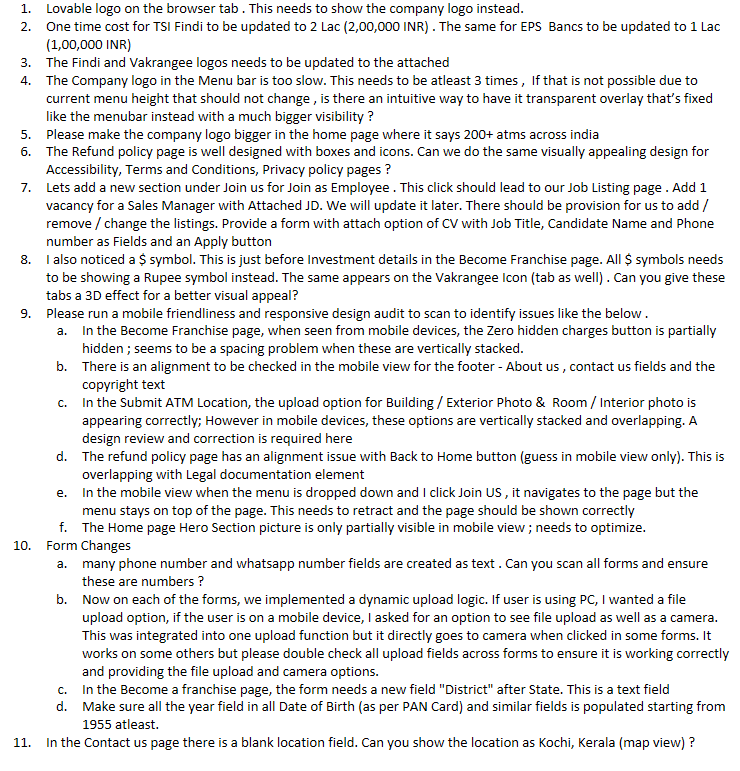 1. Lovable logo on the browser tab . This needs to show the company logo instead.
2. One time cost for TSI Findi to be updated to 2 Lac (2,00,000 INR) . The same for EPS  Bancs to be updated to 1 Lac
(1,00,000 INR)
3. The Findi and Vakrangee logos needs to be updated to the attached
4. The Company logo in the Menu bar is too slow. This needs to be atleast 3 times ,  If that is not possible due to
current menu height that should not change , is there an intuitive way to have it transparent overlay that's fixed
like the menubar instead with a much bigger visibility ?
5. Please make the company logo bigger in the home page where it says 200+ atms across india
6. The Refund policy page is well designed with boxes and icons. Can we do the same visually appealing design for
Accessibility, Terms and Conditions, Privacy policy pages ?
7. Lets add a new section under Join us for Join as Employee . This click should lead to our Job Listing page . Add 1
vacancy for a Sales Manager with Attached JD. We will update it later. There should be provision for us to add /
remove / change the listings. Provide a form with attach option of CV with Job Title, Candidate Name and Phone
number as Fields and an Apply button
8. I also noticed a $ symbol. This is just before Investment details in the Become Franchise page. All $ symbols needs
to be showing a Rupee symbol instead. The same appears on the Vakrangee Icon (tab as well) . Can you give these
tabs a 3D effect for a better visual appeal?
9. Please run a mobile friendliness and responsive design audit to scan to identify issues like the below .
a. In the Become Franchise page, when seen from mobile devices, the Zero hidden charges button is partially
hidden ; seems to be a spacing problem when these are vertically stacked.
b. There is an alignment to be checked in the mobile view for the footer - About us , contact us fields and the
copyright text
c. In the Submit ATM Location, the upload option for Building / Exterior Photo &  Room / Interior photo is
appearing correctly; However in mobile devices, these options are vertically stacked and overlapping. A
design review and correction is required here
d. The refund policy page has an alignment issue with Back to Home button (guess in mobile view only). This is
overlapping with Legal documentation element
e. In the mobile view when the menu is dropped down and I click Join US , it navigates to the page but the
menu stays on top of the page. This needs to retract and the page should be shown correctly
f. The Home page Hero Section picture is only partially visible in mobile view ; needs to optimize.
10. Form Changes
a. many phone number and whatsapp number fields are created as text . Can you scan all forms and ensure
these are numbers ?
b. Now on each of the forms, we implemented a dynamic upload logic. If user is using PC, I wanted a file
upload option, if the user is on a mobile device, I asked for an option to see file upload as well as a camera.
This was integrated into one upload function but it directly goes to camera when clicked in some forms. It
works on some others but please double check all upload fields across forms to ensure it is working correctly
and providing the file upload and camera options.
c. In the Become a franchise page, the form needs a new field "District" after State. This is a text field
d. Make sure all the year field in all Date of Birth (as per PAN Card) and similar fields is populated starting from
1955 atleast.
11. In the Contact us page there is a blank location field. Can you show the location as Kochi, Kerala (map view) ?